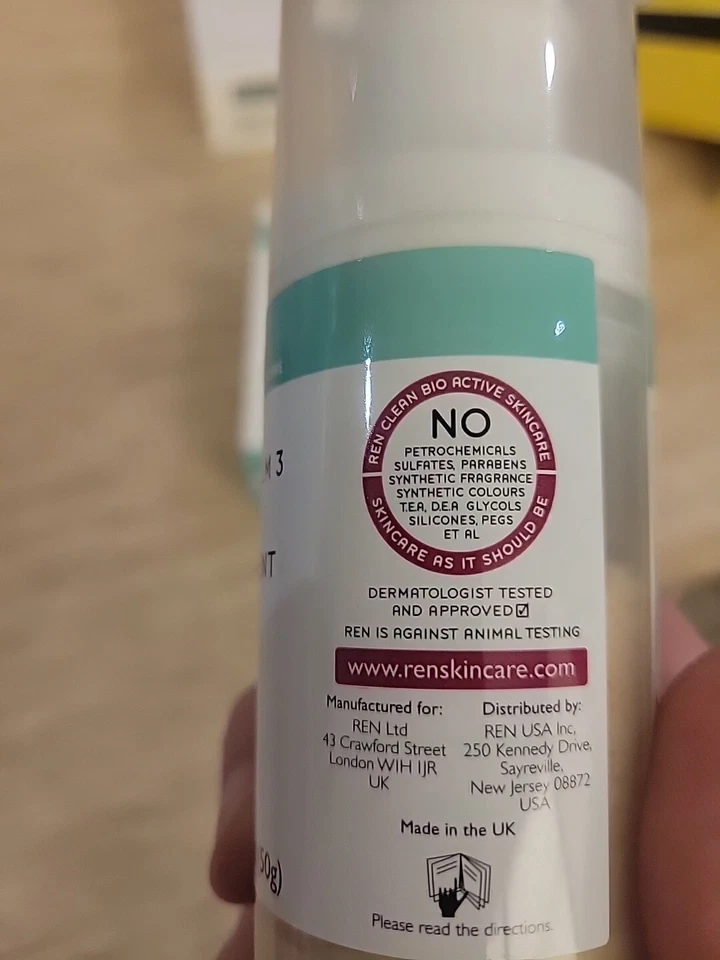 REN CLEAN BIO ACTIVE SKINCARE
NO
PETROCHEMICALS
SULFATES, PARABENS
SYNTHETIC FRAGRANCE
SYNTHETIC COLOURS
T.E.A, D.E.A GLYCOLS
SILICONES, PEGS
ET AL
SKINCARE AS IT SHOULD BE
3
DERMATOLOGIST TESTED
AND APPROVED☑
REN IS AGAINST ANIMAL TESTING
www.renskincare.com
Manufactured for:
REN Ltd
43 Crawford Street
London W1H 1JR
UK
Distributed by:
REN USA Inc,
250 Kennedy Drive,
Sayreville,
New Jersey 08872
USA
Made in the UK
50g)
Please read the directions.